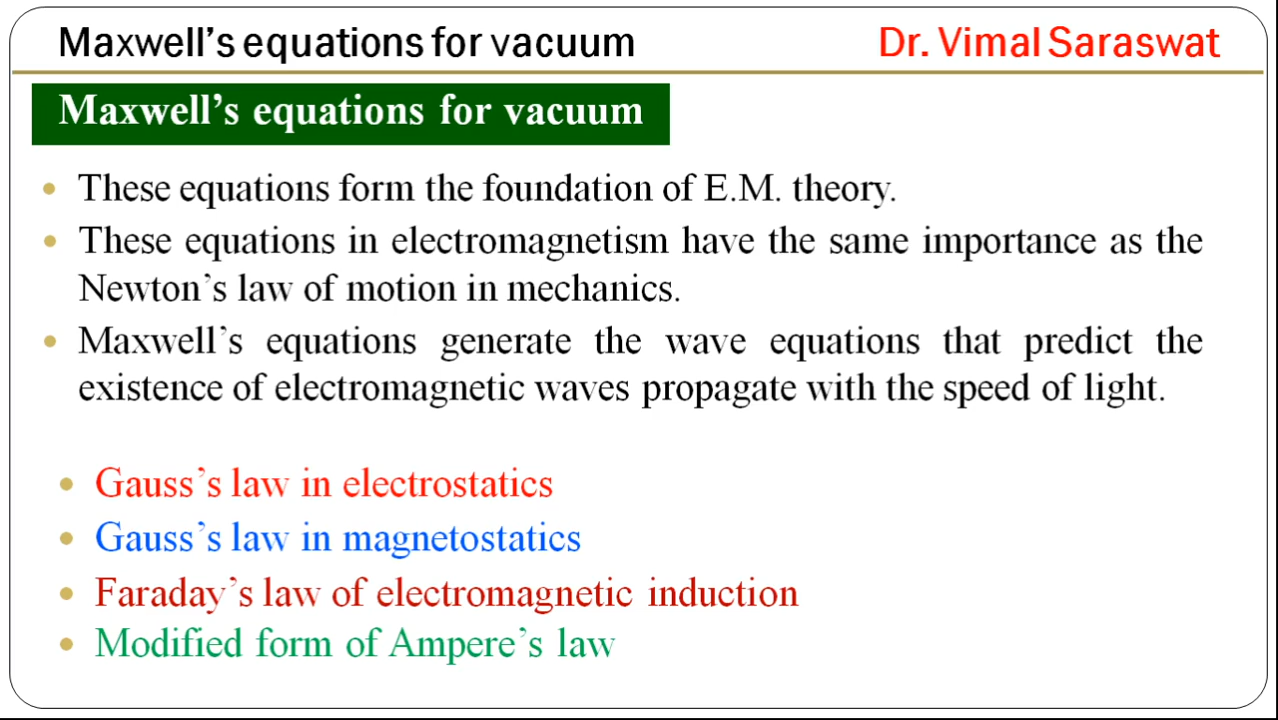 Maxwell's equations for vacuum Dr. Vimal Saraswat
Maxwell's equations for vacuum
• These equations form the foundation of E.M. theory.
• These equations in electromagnetism have the same importance as the
Newton's law of motion in mechanics.
• Maxwell's equations generate the wave equations that predict the
existence of electromagnetic waves propagate with the speed of light.
• Gauss's law in electrostatics
• Gauss's law in magnetostatics
• Faraday's law of electromagnetic induction
• Modified form of Ampere's law